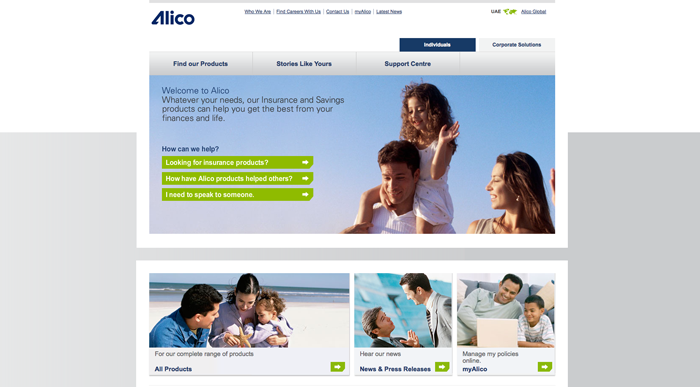 Alico
Who We Are | Find Careers With Us | Contact Us | myAlico | Latest News
UAE Alico Global
Individuals
Corporate Solutions
Find our Products
Stories Like Yours
Support Centre
Welcome to Alico
Whatever your needs, our Insurance and Savings
products can help you get the best from your
finances and life.
How can we help?
Looking for insurance products?
How have Alico products helped others?
I need to speak to someone.
For our complete range of products
All Products
Hear our news
News & Press Releases
Manage my policies
online.
myAlico